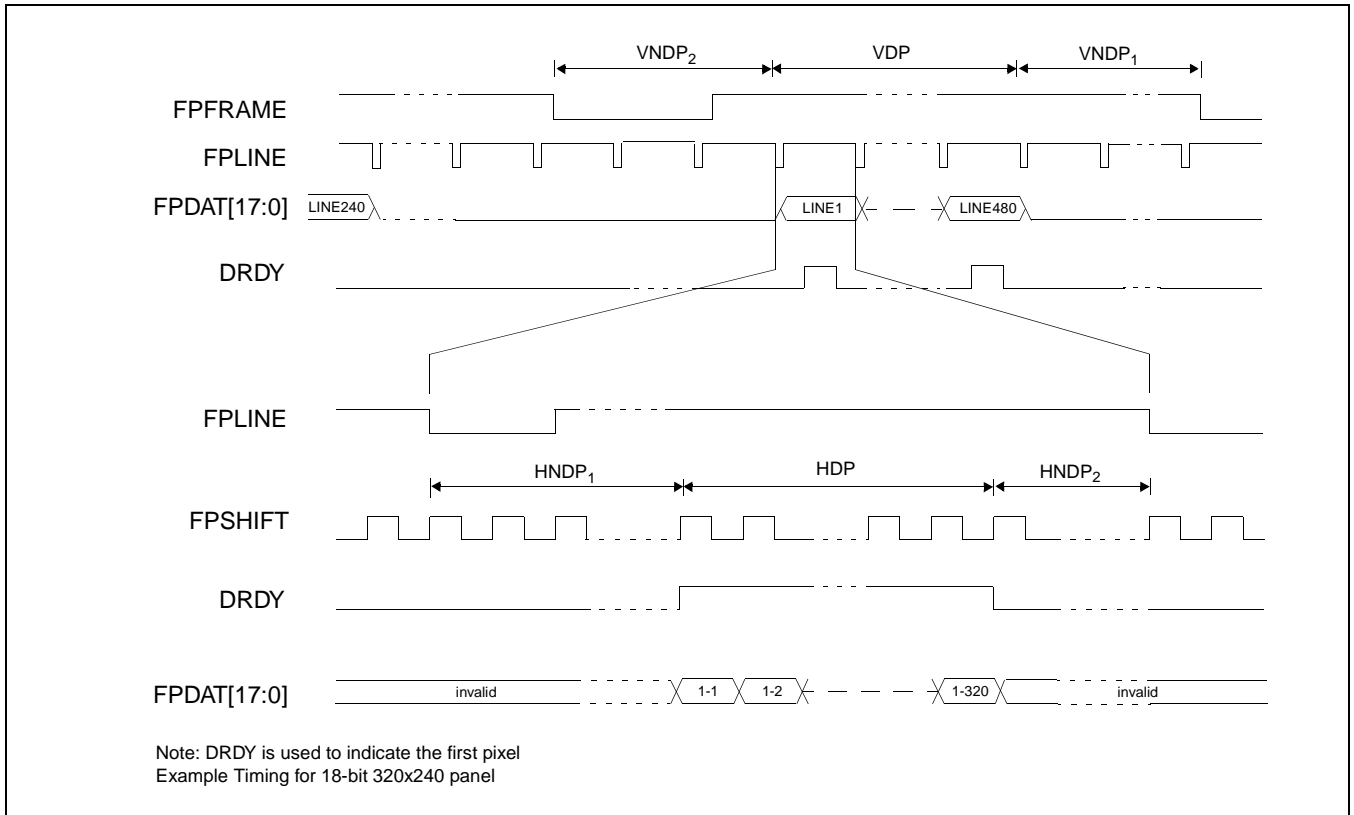 VNDP2 VDP VNDP1
FPFRAME
FPLINE
FPDAT[17:0] LINE240 LINE1 LINE480
DRDY
FPLINE
HNDP1 HDP HNDP2
FPSHIFT
DRDY
FPDAT[17:0] invalid 1-1 1-2 1-320 invalid
Note: DRDY is used to indicate the first pixel
Example Timing for 18-bit 320x240 panel